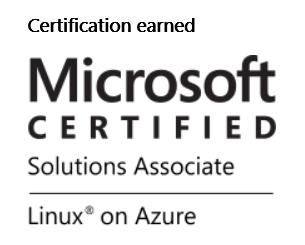 Certification earned
Microsoft
CERTIFIED
Solutions Associate
Linux® on Azure